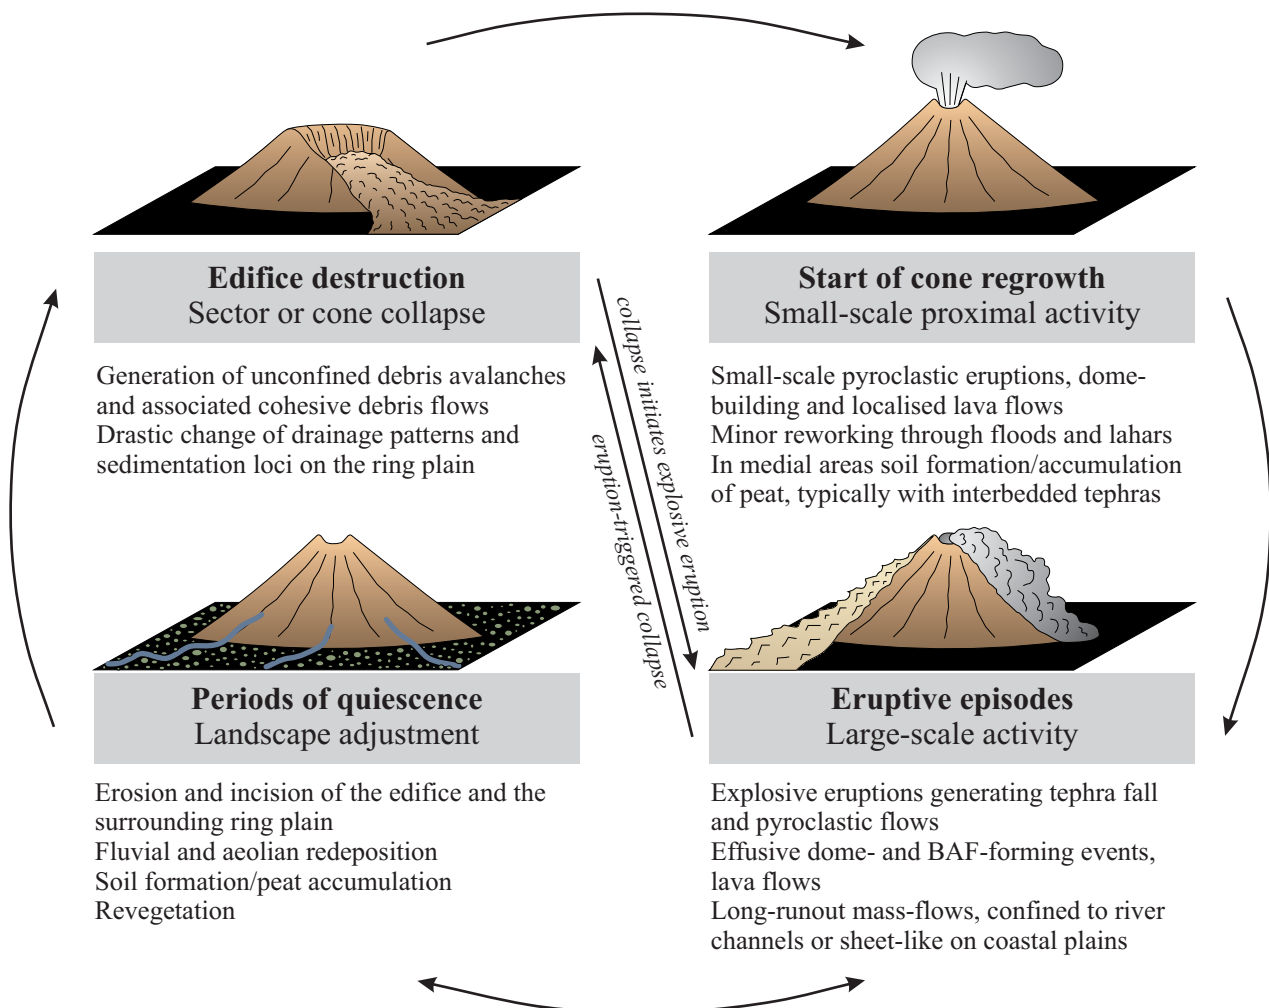 Edifice destruction
Sector or cone collapse
Generation of unconfined debris avalanches
and associated cohesive debris flows
Drastic change of drainage patterns and
sedimentation loci on the ring plain
Start of cone regrowth
Small-scale proximal activity
Small-scale pyroclastic eruptions, dome-
building and localised lava flows
Minor reworking through floods and lahars
In medial areas soil formation/accumulation
of peat, typically with interbedded tephras
collapse initiates explosive eruption
eruption-triggered collapse
Periods of quiescence
Landscape adjustment
Erosion and incision of the edifice and the
surrounding ring plain
Fluvial and aeolian redeposition
Soil formation/peat accumulation
Revegetation
Eruptive episodes
Large-scale activity
Explosive eruptions generating tephra fall
and pyroclastic flows
Effusive dome- and BAF-forming events,
lava flows
Long-runout mass-flows, confined to river
channels or sheet-like on coastal plains